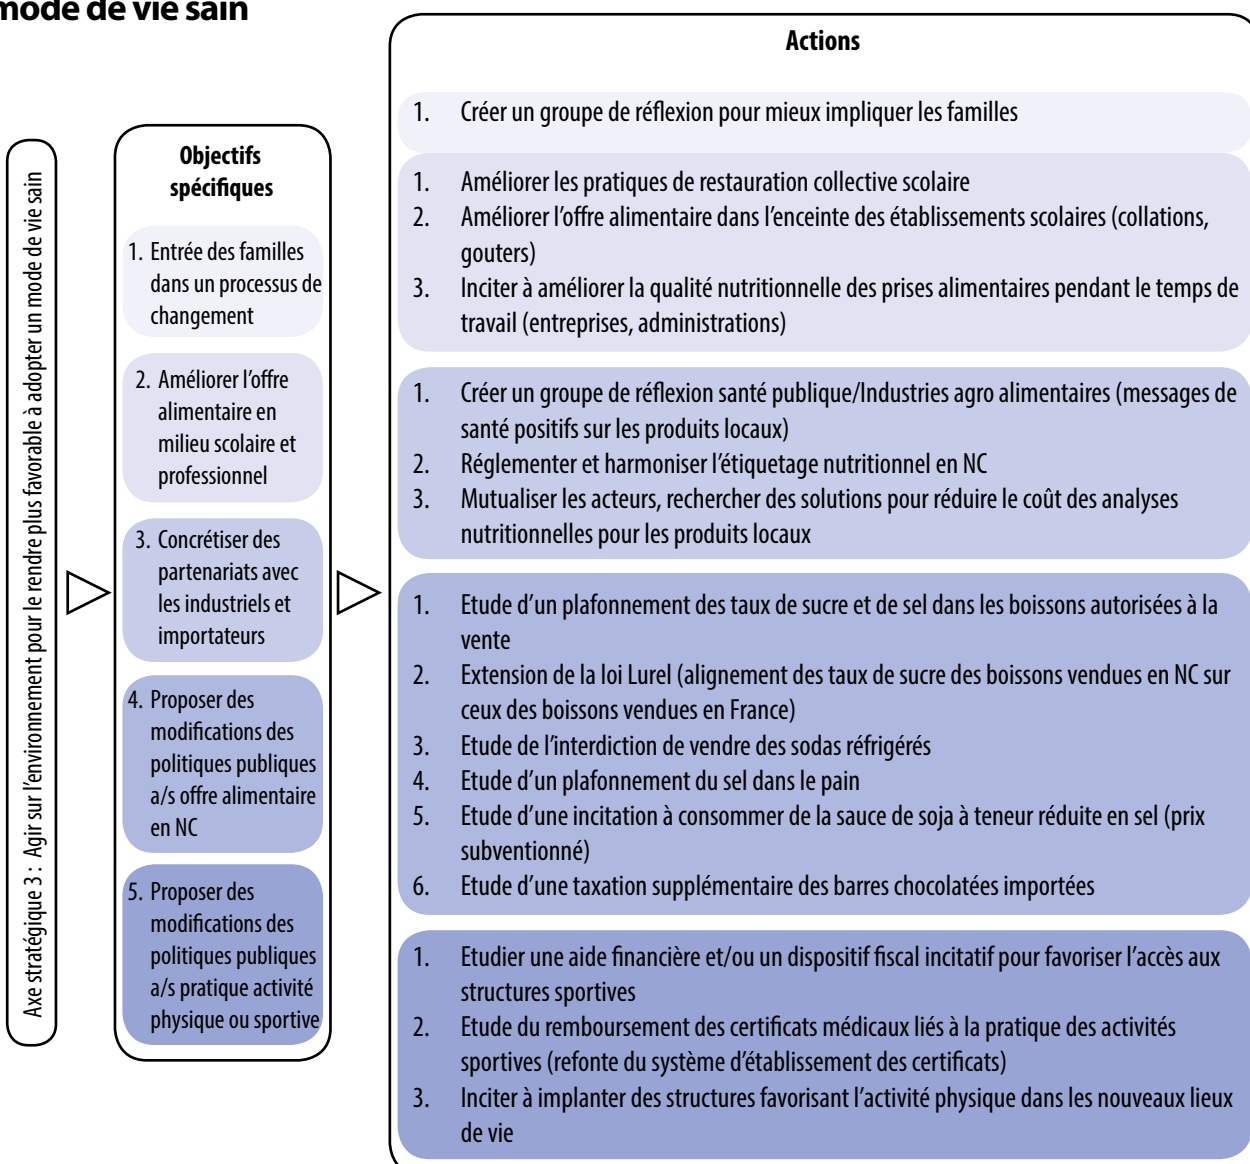 mode de vie sain
Axe stratégique 3 : Agir sur l'environnement pour le rendre plus favorable à adopter un mode de vie sain
Objectifs
spécifiques
1. Entrée des familles
dans un processus de
changement
2. Améliorer l'offre
alimentaire en
milieu scolaire et
professionnel
3. Concrétiser des
partenariats avec
les industriels et
importateurs
4. Proposer des
modifications des
politiques publiques
a/s offre alimentaire
en NC
5. Proposer des
modifications des
politiques publiques
a/s pratique activité
physique ou sportive
Actions
1. Créer un groupe de réflexion pour mieux impliquer les familles
1. Améliorer les pratiques de restauration collective scolaire
2. Améliorer l'offre alimentaire dans l'enceinte des établissements scolaires (collations,
gouters)
3. Inciter à améliorer la qualité nutritionnelle des prises alimentaires pendant le temps de
travail (entreprises, administrations)
1. Créer un groupe de réflexion santé publique/Industries agro alimentaires (messages de
santé positifs sur les produits locaux)
2. Réglementer et harmoniser l'étiquetage nutritionnel en NC
3. Mutualiser les acteurs, rechercher des solutions pour réduire le coût des analyses
nutritionnelles pour les produits locaux
1. Etude d'un plafonnement des taux de sucre et de sel dans les boissons autorisées à la
vente
2. Extension de la loi Lurel (alignement des taux de sucre des boissons vendues en NC sur
ceux des boissons vendues en France)
3. Etude de l'interdiction de vendre des sodas réfrigérés
4. Etude d'un plafonnement du sel dans le pain
5. Etude d'une incitation à consommer de la sauce de soja à teneur réduite en sel (prix
subventionné)
6. Etude d'une taxation supplémentaire des barres chocolatées importées
1. Etudier une aide financière et/ou un dispositif fiscal incitatif pour favoriser l'accès aux
structures sportives
2. Etude du remboursement des certificats médicaux liés à la pratique des activités
sportives (refonte du système d'établissement des certificats)
3. Inciter à implanter des structures favorisant l'activité physique dans les nouveaux lieux
de vie